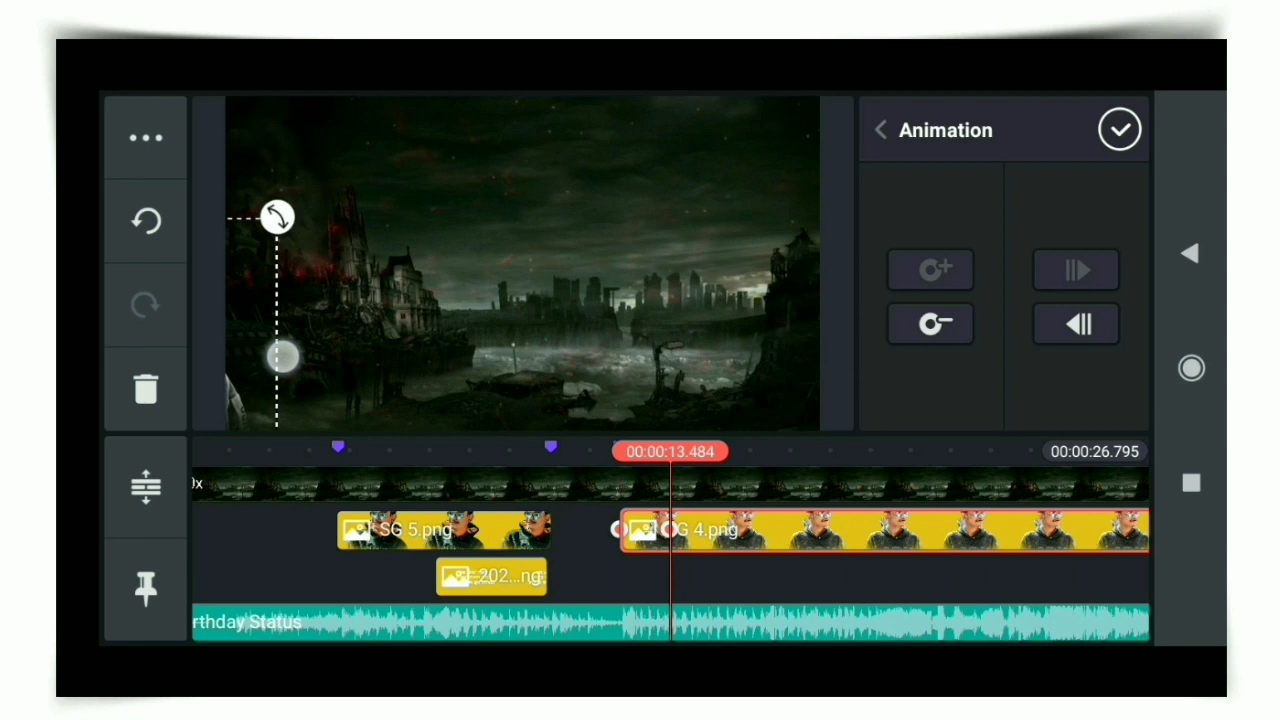 Animation
00:00:13.484
00:00:26.795
x
SG 5.png
G 4.png
202...ng
rthday Status